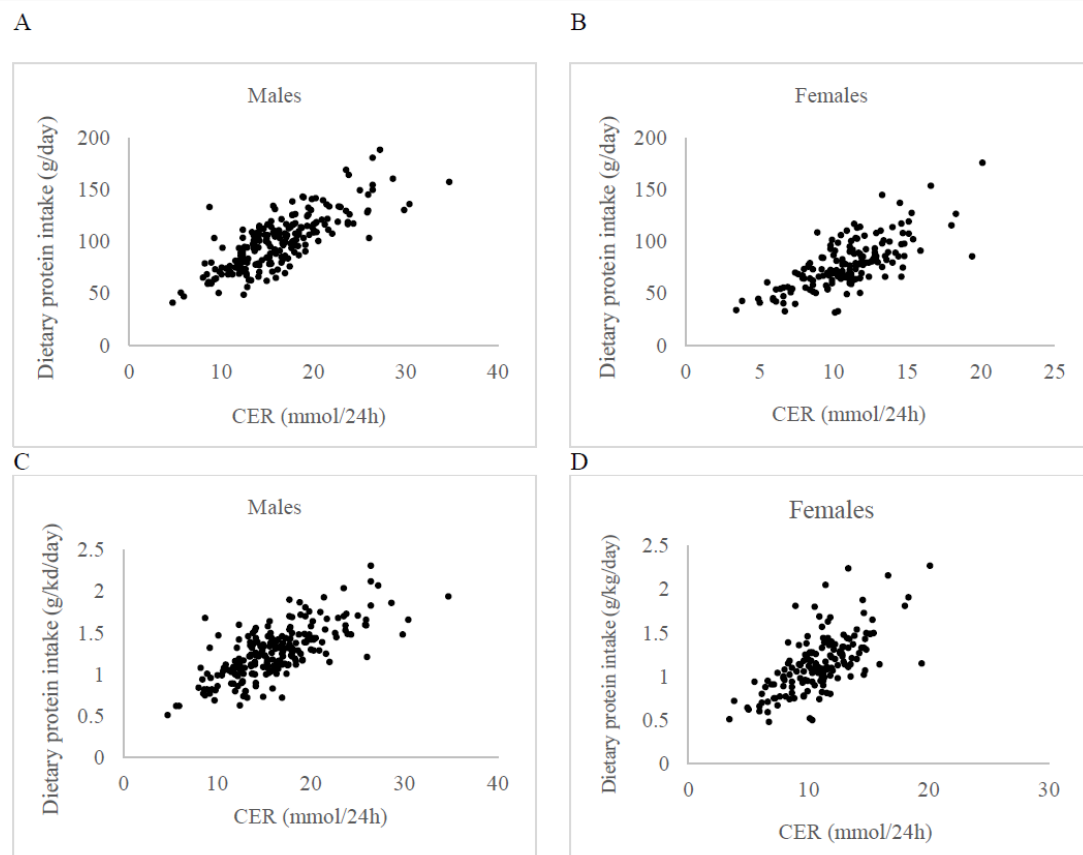 A
Males
Dietary protein intake (g/day)
200
150
100
50
0
0 10 20 30 40
CER (mmol/24h)
B
Females
Dietary protein intake (g/day)
200
150
100
50
0
0 5 10 15 20 25
CER (mmol/24h)
C
Males
Dietary protein intake (g/kd/day)
2.5
2
1.5
1
0.5
0
0 10 20 30 40
CER (mmol/24h)
D
Females
Dietary protein intake (g/kg/day)
2.5
2
1.5
1
0.5
0
0 10 20 30
CER (mmol/24h)